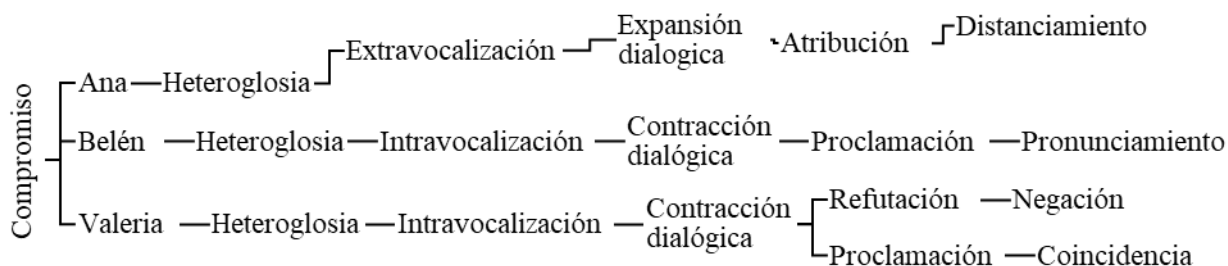 Compromiso
Ana Heteroglosia Extravocalización Expansión
dialogica Atribución Distanciamiento
Belén Heteroglosia Intravocalización Contracción
dialógica Proclamación Pronunciamiento
Valeria Heteroglosia Intravocalización Contracción
dialógica Refutación Negación
Proclamación Coincidencia